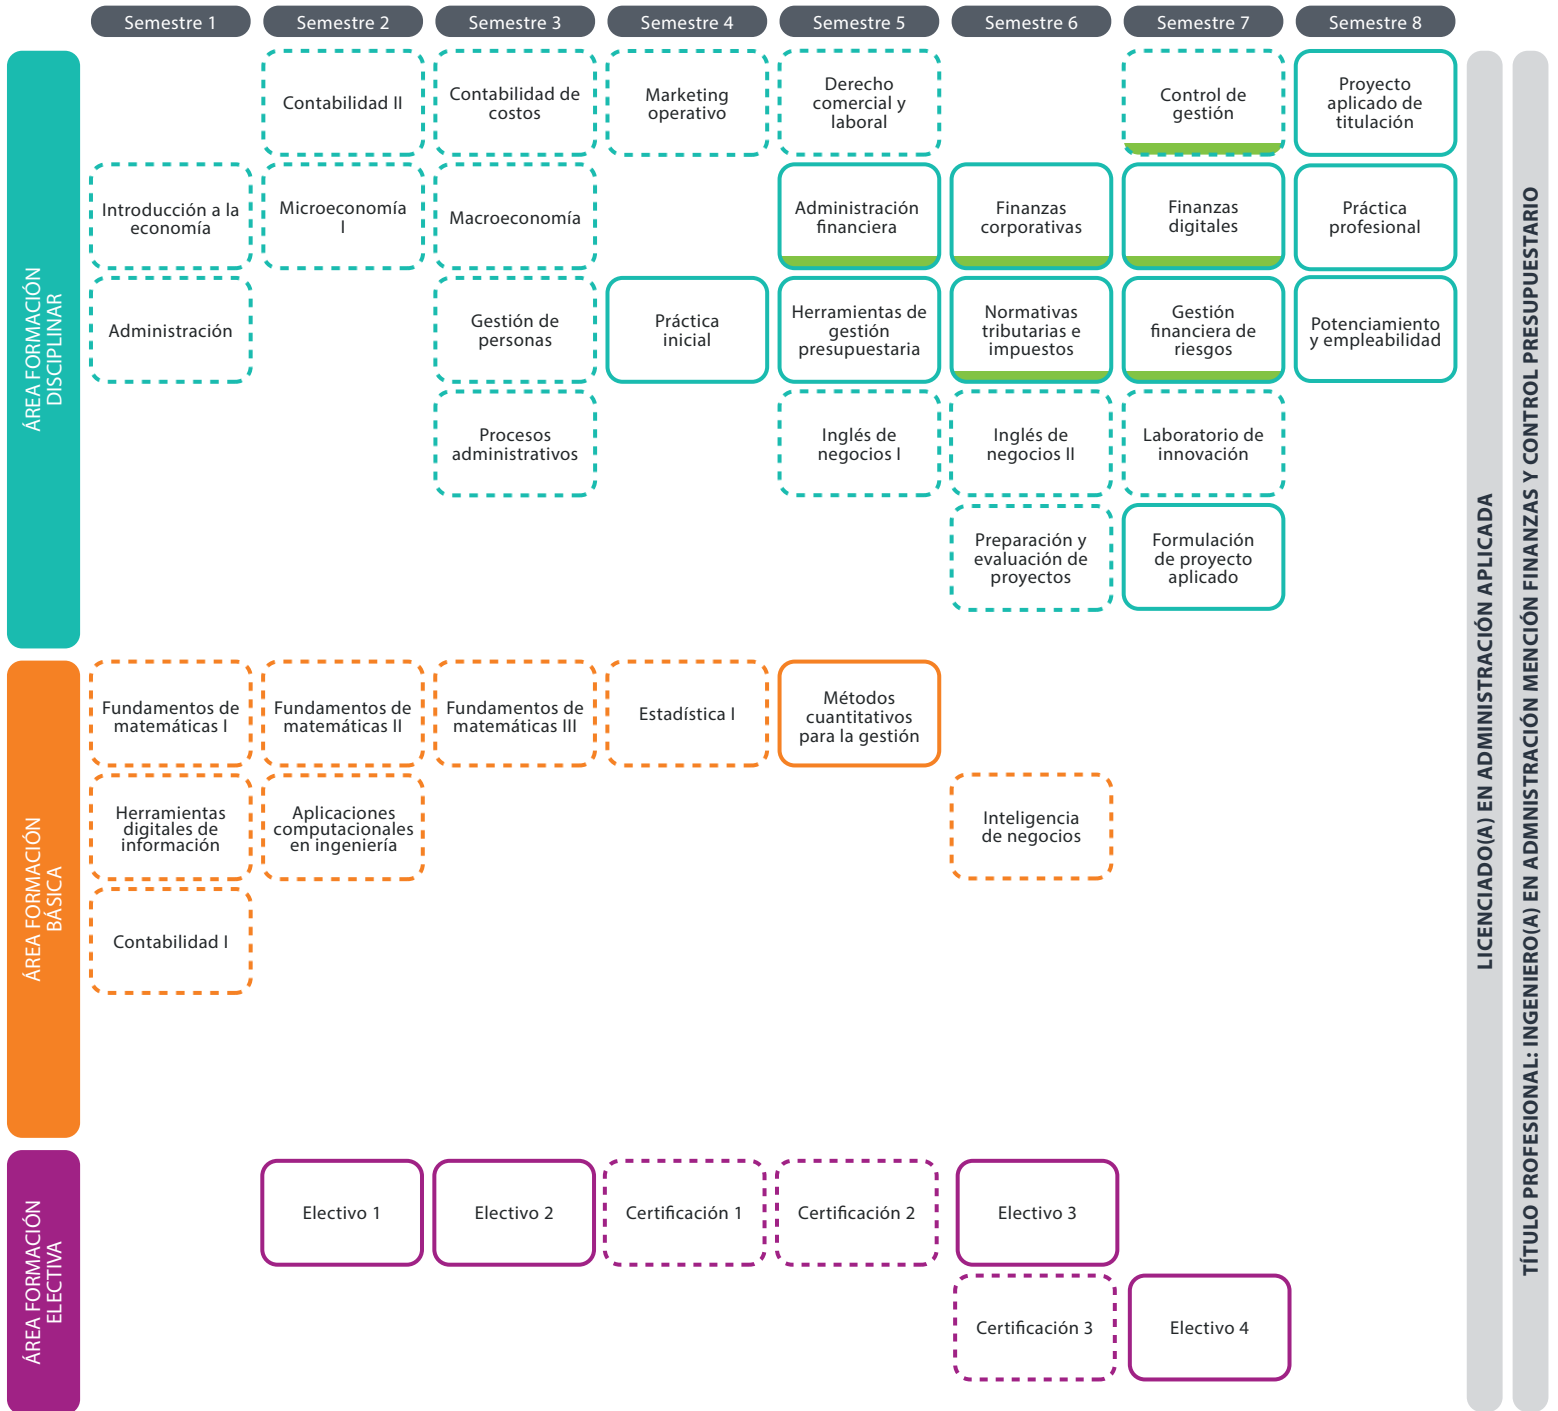 Semestre 1
Semestre 2
Semestre 3
Semestre 4
Semestre 5
Semestre 6
Semestre 7
Semestre 8
ÁREA FORMACIÓN
DISCIPLINAR
Contabilidad II
Contabilidad de
costos
Marketing
operativo
Derecho
comercial y
laboral
Control de
gestión
Proyecto
aplicado de
titulación
Introducción a la
economía
Microeconomía
I
Macroeconomía
Administración
financiera
Finanzas
corporativas
Finanzas
digitales
Práctica
profesional
Administración
Gestión de
personas
Práctica
inicial
Herramientas de
gestión
presupuestaria
Normativas
tributarias e
impuestos
Gestión
financiera de
riesgos
Potenciamiento
y empleabilidad
Procesos
administrativos
Inglés de
negocios I
Inglés de
negocios II
Laboratorio de
innovación
Preparación y
evaluación de
proyectos
Formulación
de proyecto
aplicado
ÁREA FORMACIÓN
BÁSICA
Fundamentos de
matemáticas I
Fundamentos de
matemáticas II
Fundamentos de
matemáticas III
Estadística I
Métodos
cuantitativos
para la gestión
Herramientas
digitales de
información
Aplicaciones
computacionales
en ingeniería
Inteligencia
de negocios
Contabilidad I
ÁREA FORMACIÓN
ELECTIVA
Electivo 1
Electivo 2
Certificación 1
Certificación 2
Electivo 3
Certificación 3
Electivo 4
LICENCIADO(A) EN ADMINISTRACIÓN APLICADA
TÍTULO PROFESIONAL: INGENIERO(A) EN ADMNISTRACIÓN MENCIÓN FINANZAS Y CONTROL PRESUPUESTARIO